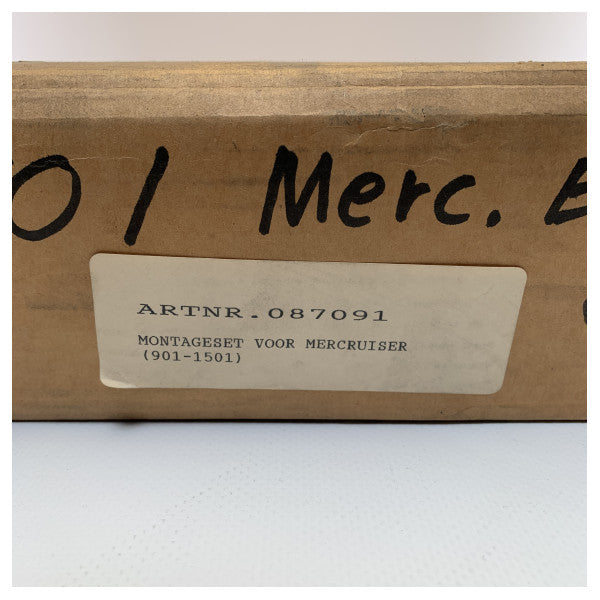 01 Merc.
ARTNR.087091
MONTAGESET VOOR MERCRUISER
(901-1501)